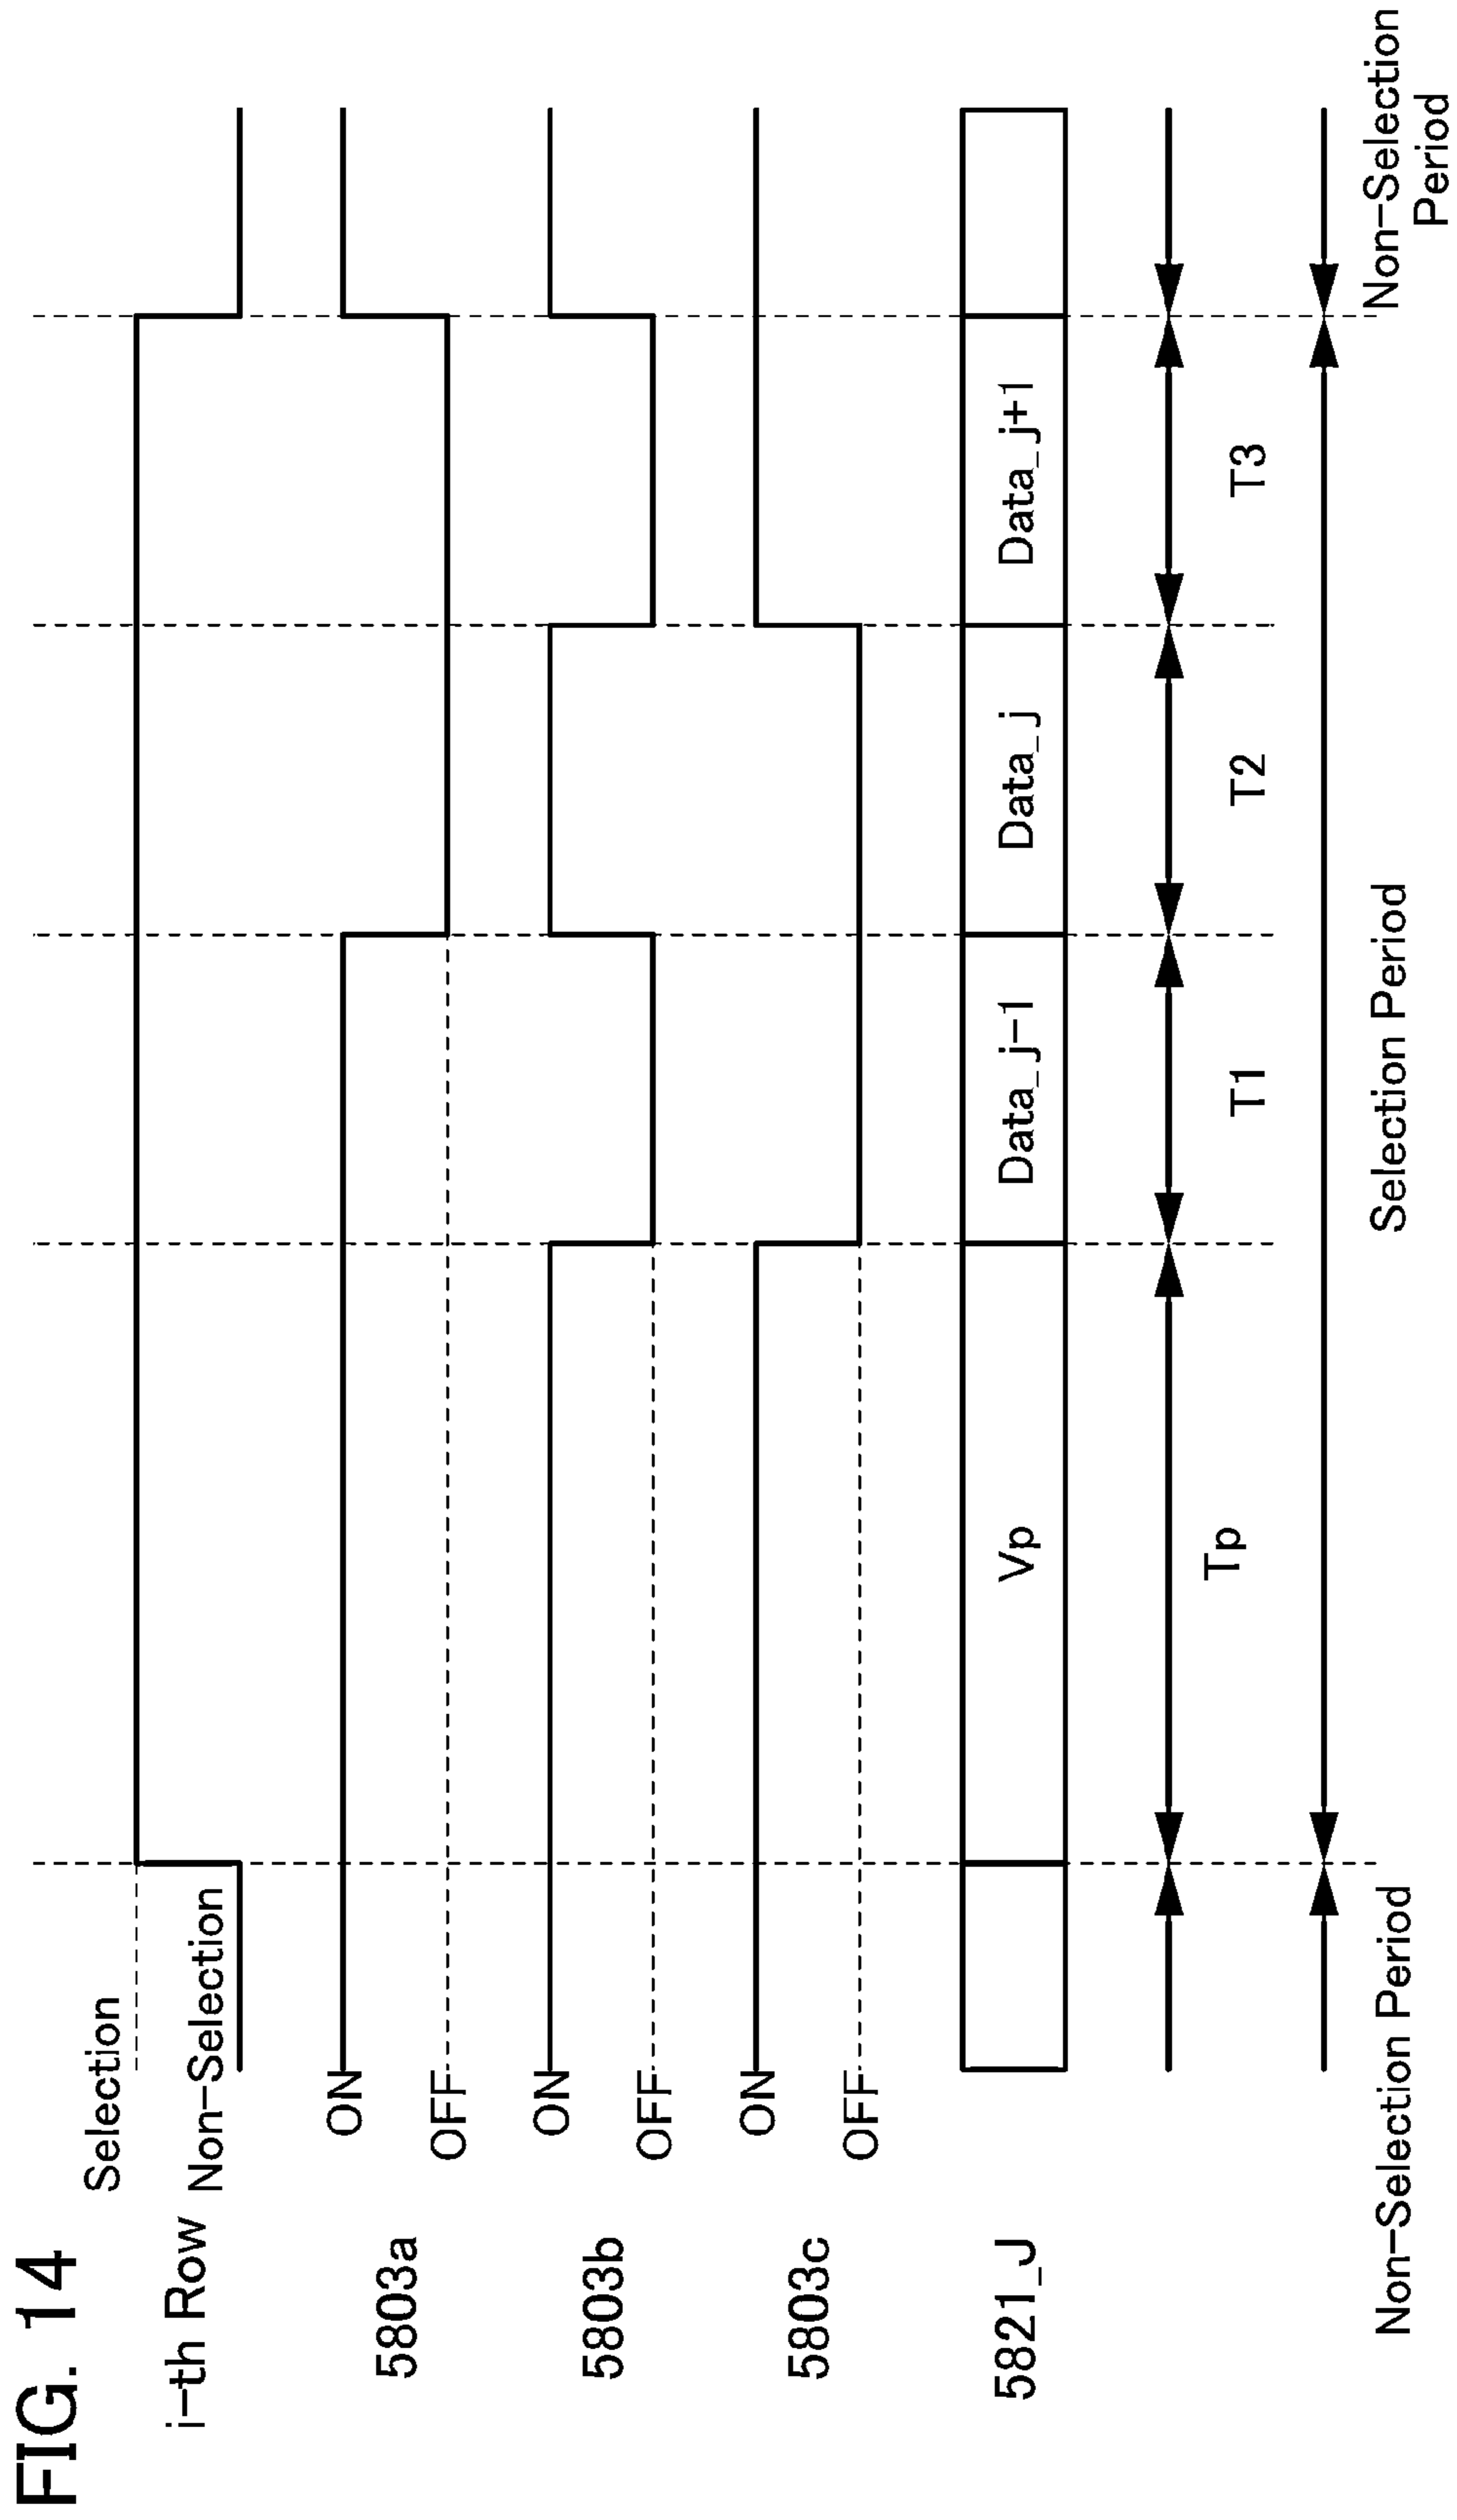 FIG. 14
Selection
i-th Row Non-Selection
ON
5803a
OFF
ON
5803b
OFF
ON
5803c
OFF
5821_J Vp Data_j-1 Data_j Data_j+1
Tp T1 T2 T3
Non-Selection Period Selection Period Non-Selection
Period